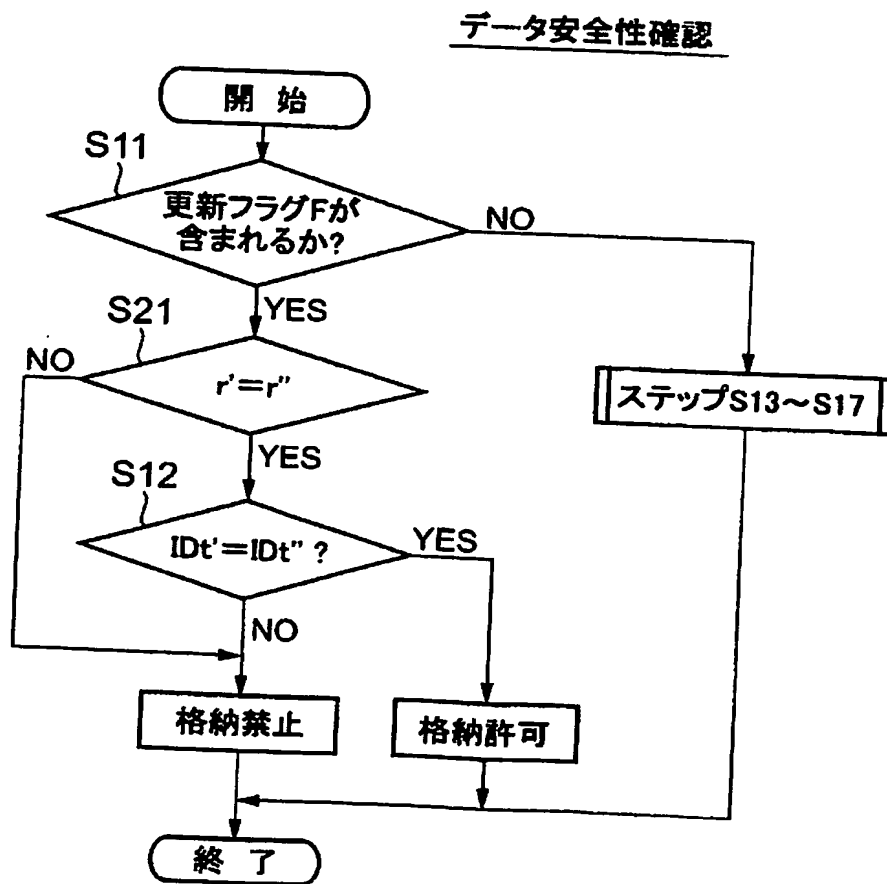 データ安全性確認
開始
S11
更新フラグFが
含まれるか?
NO
YES
S21
NO
r'=r"
ステップS13～S17
YES
S12
IDt'=IDt" ?
YES
NO
格納禁止
格納許可
終了